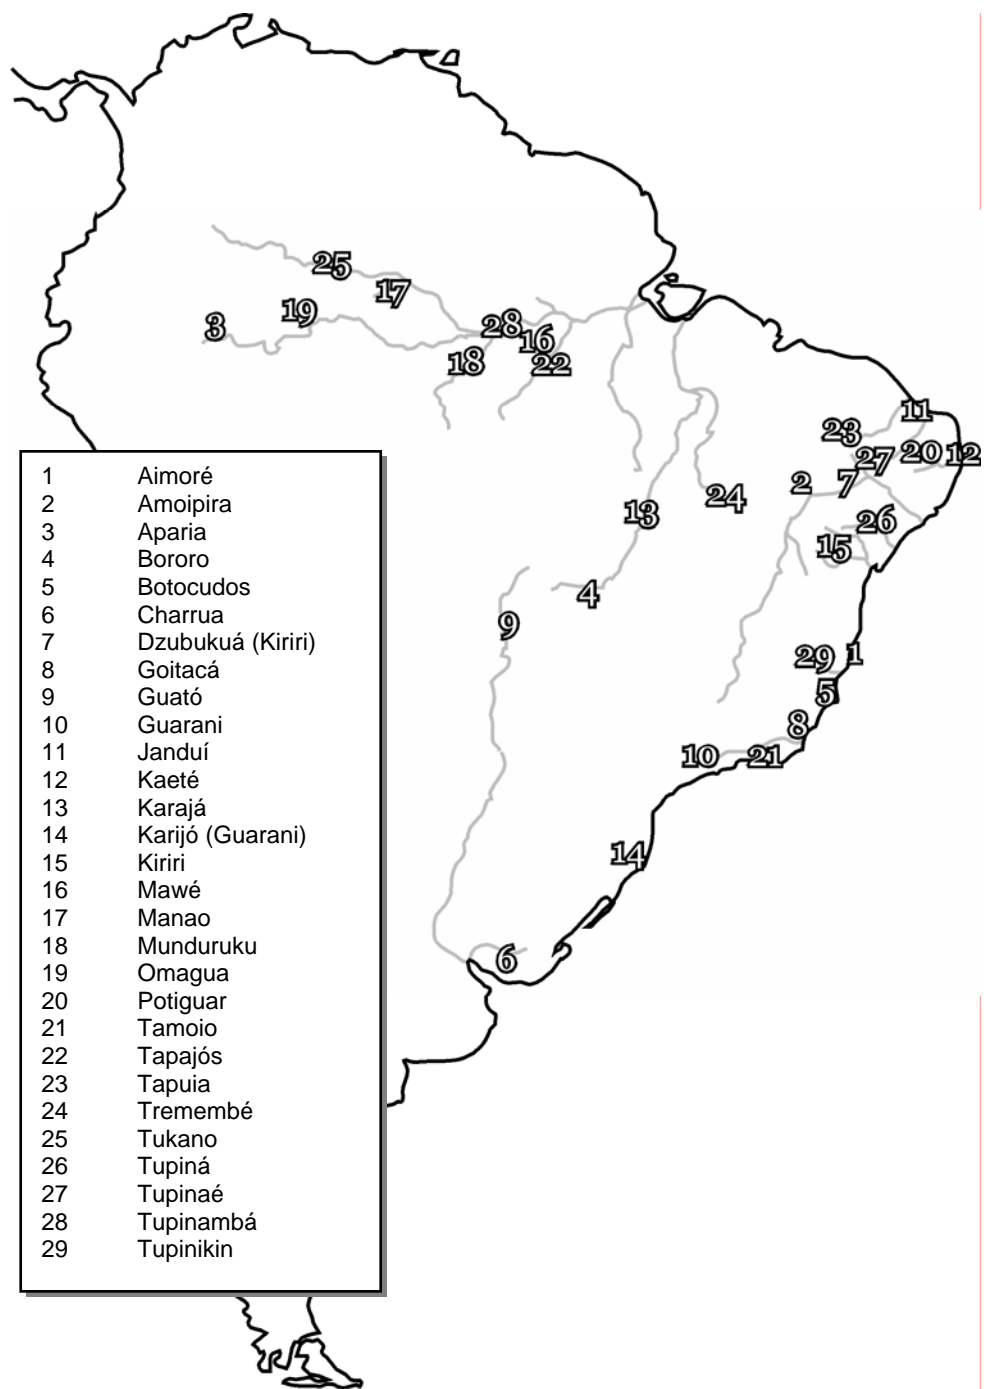 25
17
19
3
28
16
18
22
11
23
20
12
27
2
7
24
13
26
15
4
9
29
1
5
8
10
21
14
6
1 Aimoré
2 Amoipira
3 Aparia
4 Bororo
5 Botocudos
6 Charrua
7 Dzubukuá (Kiriri)
8 Goitacá
9 Guató
10 Guarani
11 Janduí
12 Kaeté
13 Karajá
14 Karijó (Guarani)
15 Kiriri
16 Mawé
17 Manao
18 Munduruku
19 Omagua
20 Potiguar
21 Tamoio
22 Tapajós
23 Tapuia
24 Tremembé
25 Tukano
26 Tupiná
27 Tupinaé
28 Tupinambá
29 Tupinikin